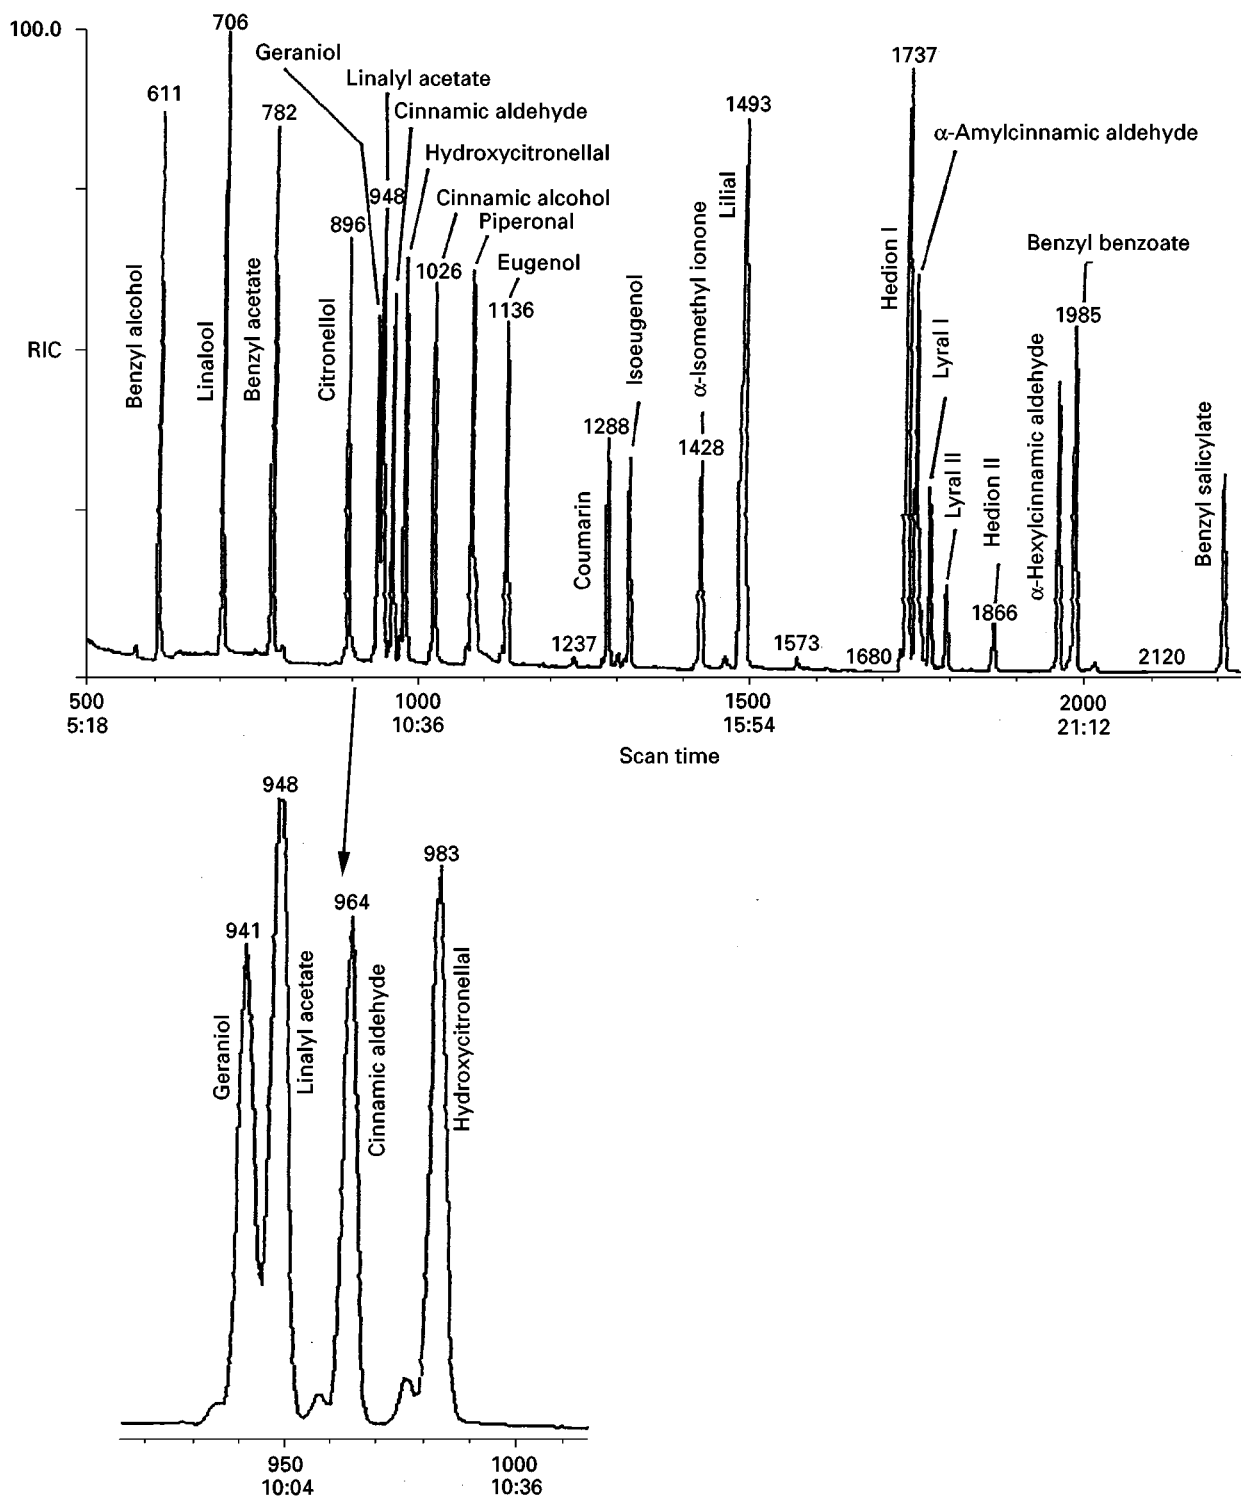 100.0
706
Geraniol
Linalyl acetate
1737
611
782
Cinnamic aldehyde
1493
α-Amylcinnamic aldehyde
Hydroxycitronellal
948
896
Cinnamic alcohol
Piperonal
1026
Eugenol
1136
Benzyl benzoate
1985
RIC
Benzyl alcohol
Linalool
Benzyl acetate
Citronellol
Isoeugenol
α-Isomethyl ionone
Lilial
Hedion I
Lyral I
1288
1428
Coumarin
Lyral II
Hedion II
α-Hexylcinnamic aldehyde
Benzyl salicylate
1237
1573
1680
1866
2120
500
1000
1500
2000
5:18
10:36
15:54
21:12
Scan time
948
983
964
941
Geraniol
Linalyl acetate
Cinnamic aldehyde
Hydroxycitronellal
950
1000
10:04
10:36